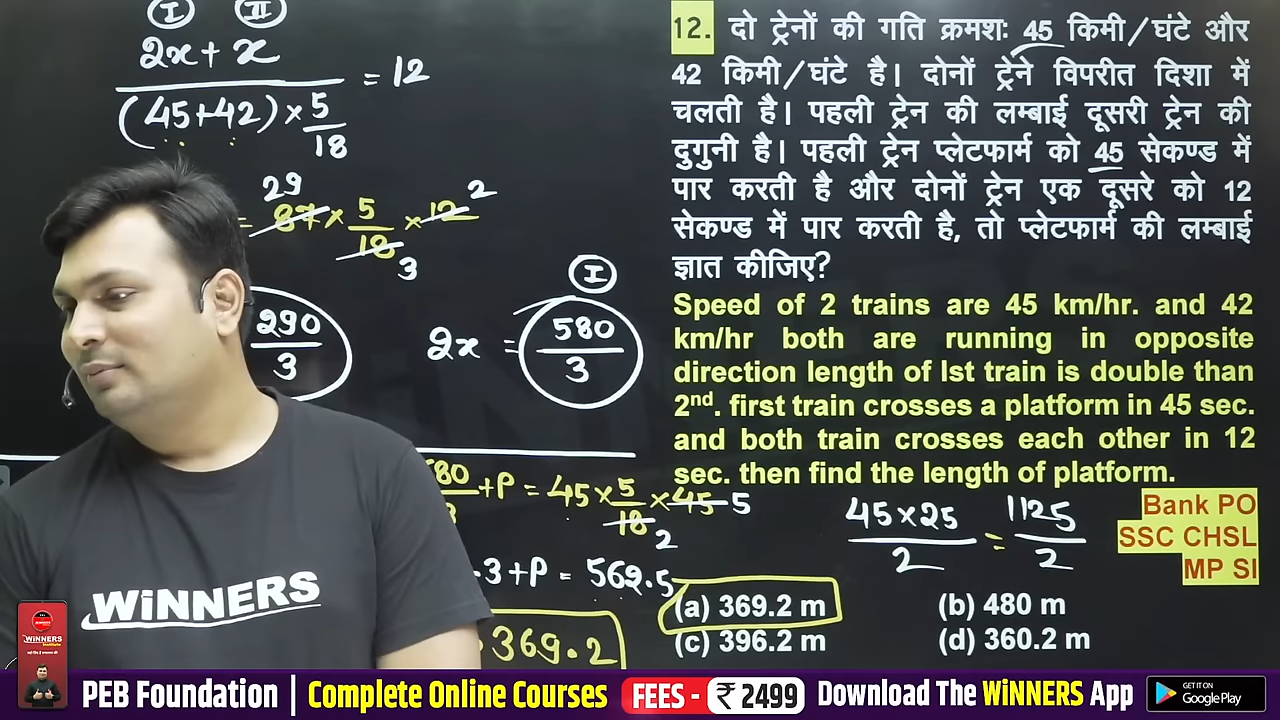 I II
2x + x
(45+42) × 5/18 = 12
29 2
= 87 × 5/18 × 12
3
290/3
I
2x = 580/3
+P = 45 × 5/18 × 45 5
2
.3+P = 562.5
369.2
12. दो ट्रेनों की गति क्रमशः 45 किमी/घंटे और
42 किमी/घंटे है। दोनों ट्रेने विपरीत दिशा में
चलती है। पहली ट्रेन की लम्बाई दूसरी ट्रेन की
दुगुनी है। पहली ट्रेन प्लेटफार्म को 45 सेकण्ड में
पार करती है और दोनों ट्रेन एक दूसरे को 12
सेकण्ड में पार करती है, तो प्लेटफार्म की लम्बाई
ज्ञात कीजिए?
Speed of 2 trains are 45 km/hr. and 42
km/hr both are running in opposite
direction length of Ist train is double than
2nd. first train crosses a platform in 45 sec.
and both train crosses each other in 12
sec. then find the length of platform.
45×25/2 = 1125/2
Bank PO
SSC CHSL
MP SI
(a) 369.2 m (b) 480 m
(c) 396.2 m (d) 360.2 m
WiNNERS
WiNNERS
PEB Foundation | Complete Online Courses FEES - ₹ 2499 Download The WiNNERS App
GET IT ON
Google Play